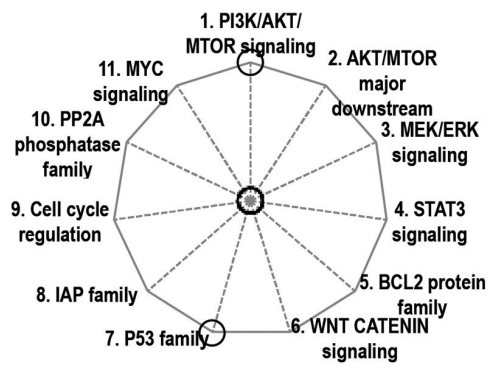 1. PI3K/AKT/
MTOR signaling
2. AKT/MTOR
major
downstream
3. MEK/ERK
signaling
4. STAT3
signaling
5. BCL2 protein
family
6. WNT CATENIN
signaling
7. P53 family
8. IAP family
9. Cell cycle
regulation
10. PP2A
phosphatase
family
11. MYC
signaling